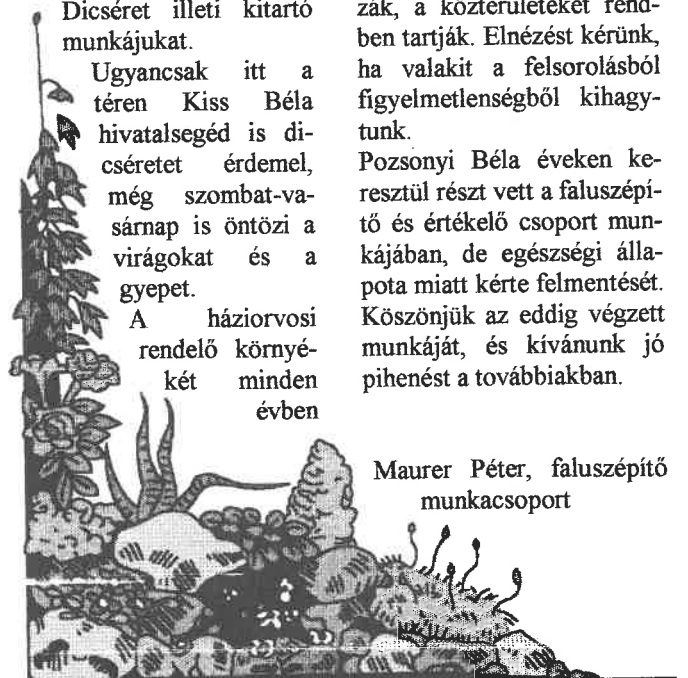 Dicséret illeti kitartó
munkájukat.
Ugyancsak itt a
téren Kiss Béla
hivatalsegéd is di-
cséretet érdemel,
még szombat-va-
sárnap is öntözi a
virágokat és a
gyepet.
A háziorvosi
rendelő környé-
két minden
évben
zák, a közterületeket rend-
ben tartják. Elnézést kérünk,
ha valakit a felsorolásból
figyelmetlenségből kihagy-
tunk.
Pozsonyi Béla éveken ke-
resztül részt vett a faluszépí-
tő és értékelő csoport mun-
kájában, de egészségi álla-
pota miatt kérte felmentését.
Köszönjük az eddig végzett
munkáját, és kívánunk jó
pihenést a továbbiakban.
Maurer Péter, faluszépítő
munkacsoport